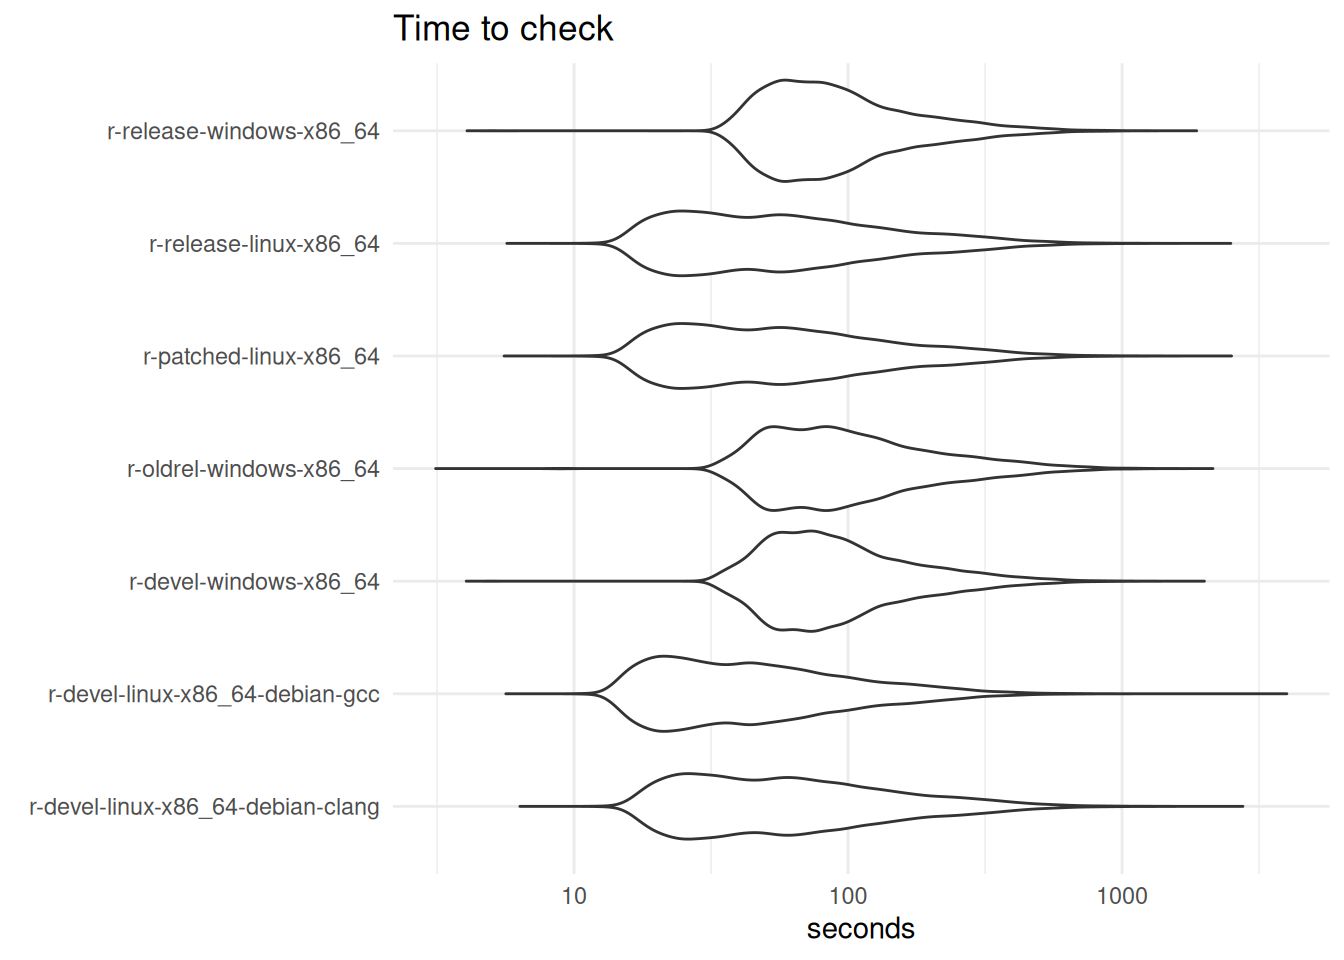 Time to check
r-release-windows-x86_64
r-release-linux-x86_64
r-patched-linux-x86_64
r-oldrel-windows-x86_64
r-devel-windows-x86_64
r-devel-linux-x86_64-debian-gcc
r-devel-linux-x86_64-debian-clang
10 100 1000
seconds